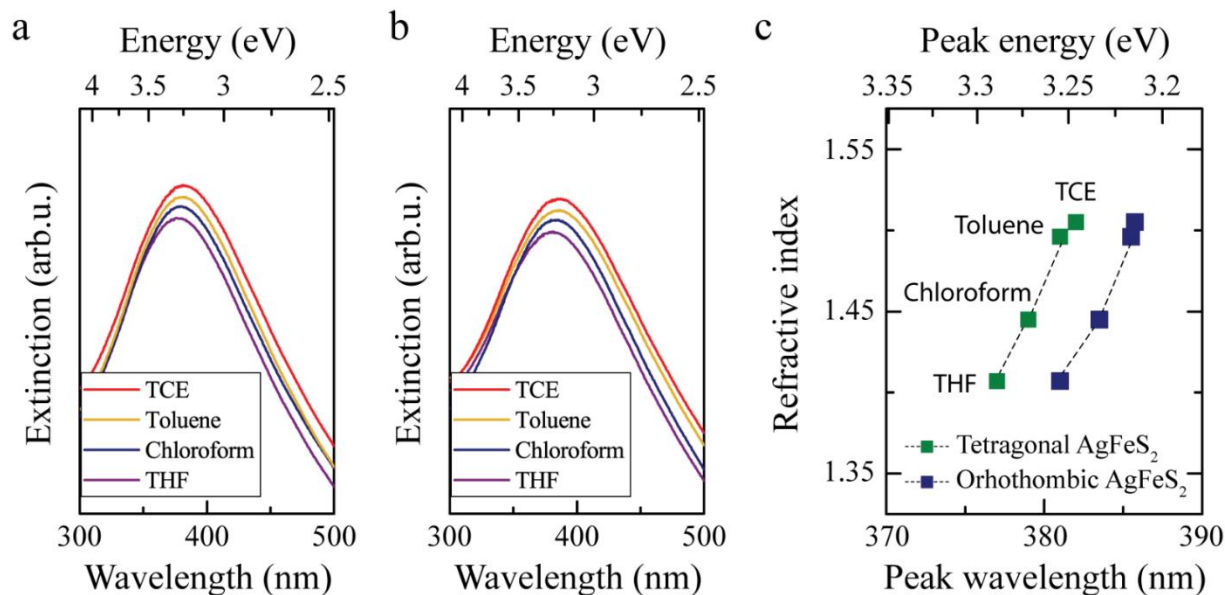 a
Energy (eV)
4 3.5 3 2.5
Extinction (arb.u.)
TCE
Toluene
Chloroform
THF
300 400 500
Wavelength (nm)
b
Energy (eV)
4 3.5 3 2.5
Extinction (arb.u.)
TCE
Toluene
Chloroform
THF
300 400 500
Wavelength (nm)
c
Peak energy (eV)
3.35 3.3 3.25 3.2
Refractive index
1.55
1.45
1.35
TCE
Toluene
Chloroform
THF
Tetragonal AgFeS₂
Orhothombic AgFeS₂
370 380 390
Peak wavelength (nm)